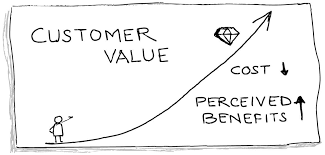 CUSTOMER
VALUE
COST
PERCEIVED
BENEFITS